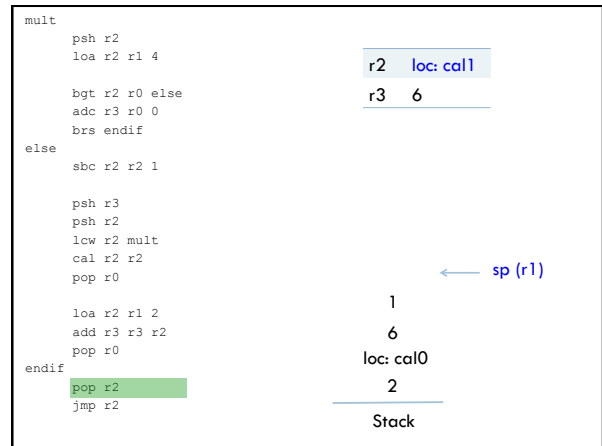 mult
psh r2
loa r2 r1 4
bgt r2 r0 else
adc r3 r0 0
brs endif
else
sbc r2 r2 1
psh r3
psh r2
lcw r2 mult
cal r2 r2
pop r0
loa r2 r1 2
add r3 r3 r2
pop r0
endif
pop r2
jmp r2
r2 loc: cal1
r3 6
sp (r1)
1
6
loc: cal0
2
Stack